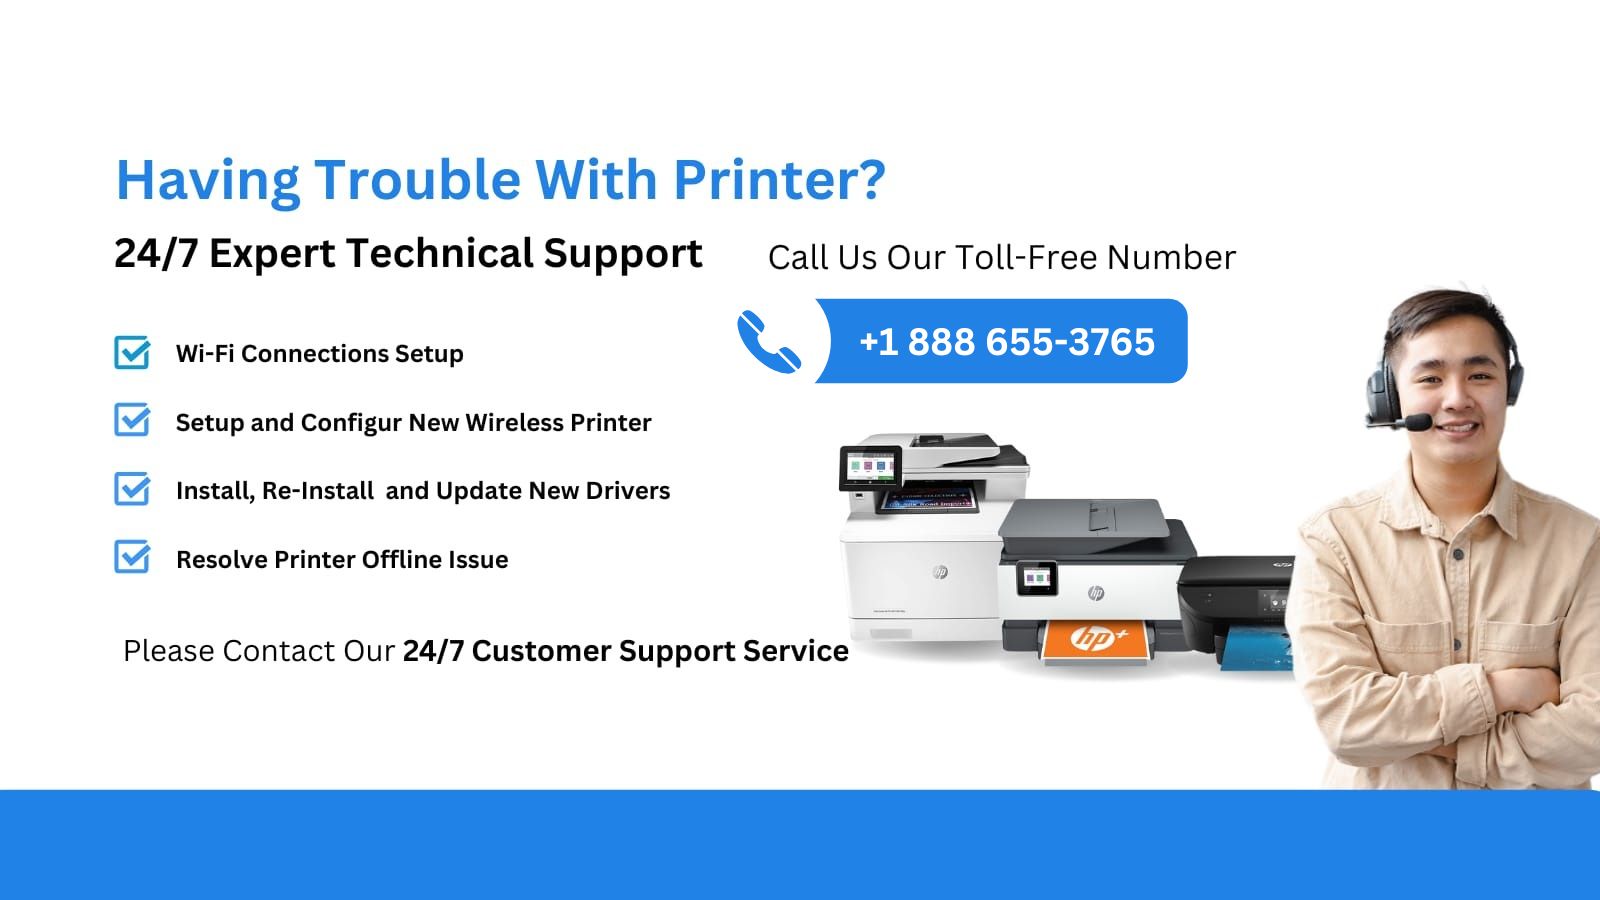 Having Trouble With Printer?
24/7 Expert Technical Support
Call Us Our Toll-Free Number
+1 888 655-3765
Wi-Fi Connections Setup
Setup and Configur New Wireless Printer
Install, Re-Install  and Update New Drivers
Resolve Printer Offline Issue
Please Contact Our 24/7 Customer Support Service
hp
hp
hp+